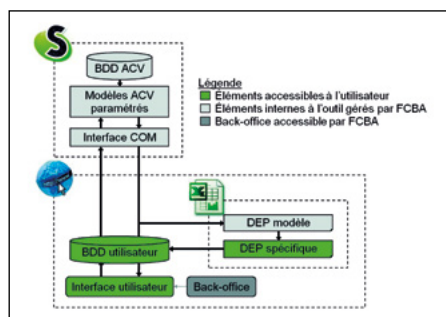 S
BDD ACV
Modèles ACV
paramétrés
Interface COM
Légende
Éléments accessibles à l'utilisateur
Éléments internes à l'outil gérés par FCBA
Back-office accessible par FCBA
DEP modèle
DEP spécifique
BDD utilisateur
Interface utilisateur
Back-office